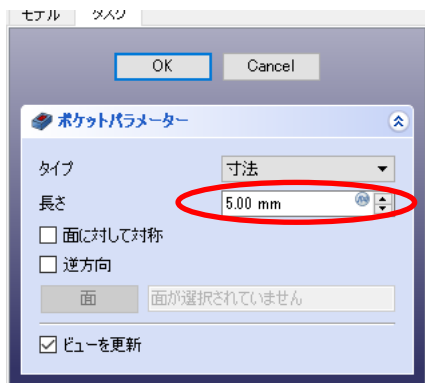 モデル タスク
OK Cancel
ポケットパラメーター
タイプ 寸法
長さ 5.00 mm
面に対して対称
逆方向
面 面が選択されていません
ビューを更新